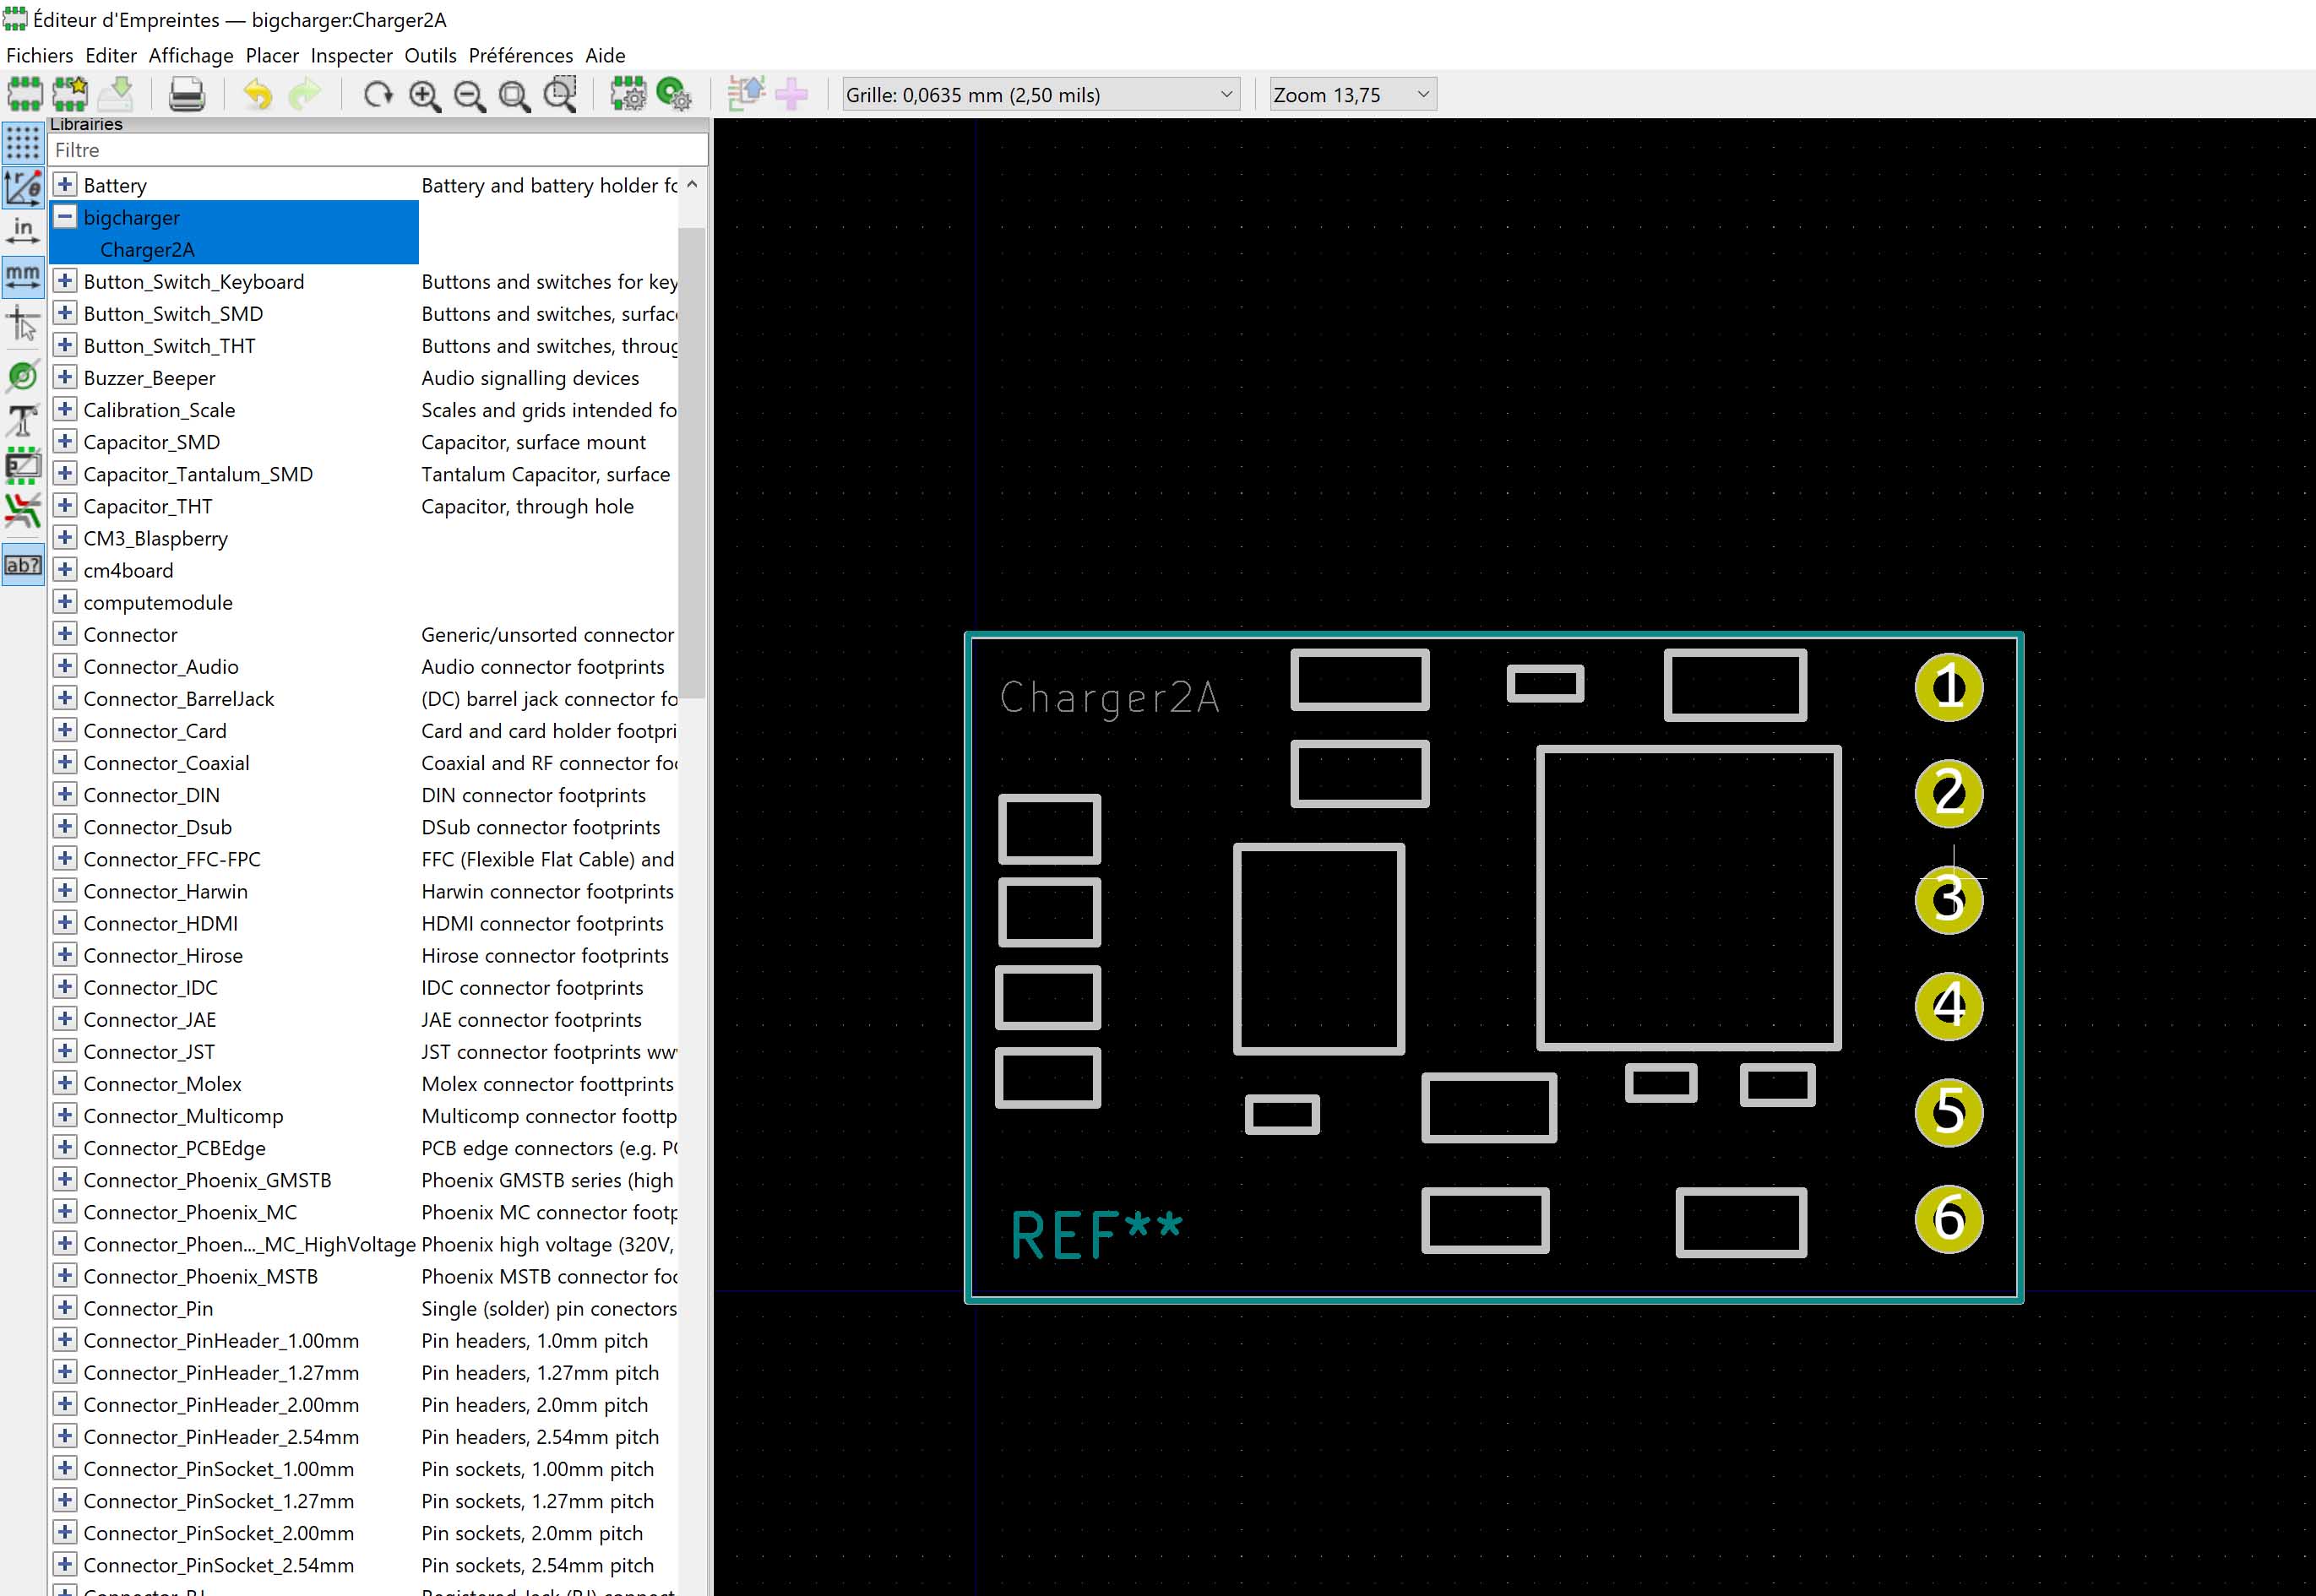 Éditeur d'Empreintes — bigcharger:Charger2A
Fichiers Editer Affichage Placer Inspecter Outils Préférences Aide
Grille: 0,0635 mm (2,50 mils) Zoom 13,75
Librairies
Filtre
Battery Battery and battery holder fo
bigcharger
Charger2A
Button_Switch_Keyboard Buttons and switches for key
Button_Switch_SMD Buttons and switches, surfac
Button_Switch_THT Buttons and switches, throug
Buzzer_Beeper Audio signalling devices
Calibration_Scale Scales and grids intended fo
Capacitor_SMD Capacitor, surface mount
Capacitor_Tantalum_SMD Tantalum Capacitor, surface
Capacitor_THT Capacitor, through hole
CM3_Blaspberry
cm4board
computemodule
Connector Generic/unsorted connector
Connector_Audio Audio connector footprints
Connector_BarrelJack (DC) barrel jack connector fo
Connector_Card Card and card holder footpri
Connector_Coaxial Coaxial and RF connector foo
Connector_DIN DIN connector footprints
Connector_Dsub DSub connector footprints
Connector_FFC-FPC FFC (Flexible Flat Cable) and
Connector_Harwin Harwin connector footprints
Connector_HDMI HDMI connector footprints
Connector_Hirose Hirose connector footprints
Connector_IDC IDC connector footprints
Connector_JAE JAE connector footprints
Connector_JST JST connector footprints ww
Connector_Molex Molex connector foottprints
Connector_Multicomp Multicomp connector foottp
Connector_PCBEdge PCB edge connectors (e.g. PC
Connector_Phoenix_GMSTB Phoenix GMSTB series (high
Connector_Phoenix_MC Phoenix MC connector footp
Connector_Phoen..._MC_HighVoltage Phoenix high voltage (320V,
Connector_Phoenix_MSTB Phoenix MSTB connector foo
Connector_Pin Single (solder) pin conectors
Connector_PinHeader_1.00mm Pin headers, 1.0mm pitch
Connector_PinHeader_1.27mm Pin headers, 1.27mm pitch
Connector_PinHeader_2.00mm Pin headers, 2.0mm pitch
Connector_PinHeader_2.54mm Pin headers, 2.54mm pitch
Connector_PinSocket_1.00mm Pin sockets, 1.00mm pitch
Connector_PinSocket_1.27mm Pin sockets, 1.27mm pitch
Connector_PinSocket_2.00mm Pin sockets, 2.0mm pitch
Connector_PinSocket_2.54mm Pin sockets, 2.54mm pitch
in
mm
ab?
Charger2A
REF**
1
2
3
4
5
6